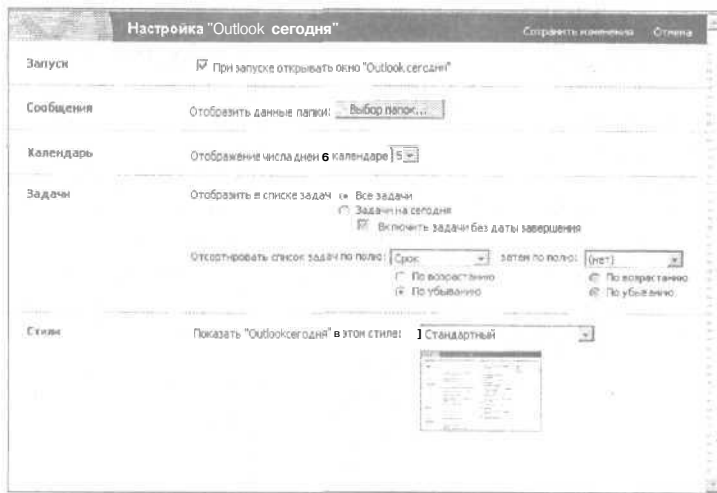 Настройка "Outlook сегодня" Сохранить изменения Отмена
Запуск При запуске открывать окно "Outlook сегодня"
Сообщения Отобразить данные папки: Выбор папок...
Календарь Отображение числа дней 6 календаре 5
Задачи Отобразить в списке задач Все задачи
Задачи на сегодня
Включить задачи без даты завершения
Отсортировать список задач по полю: Срок затем по полю: (нет)
По возрастанию По возрастанию
По убыванию По убыванию
Стили Показать "Outlookсегодня" в этом стиле: Стандартный